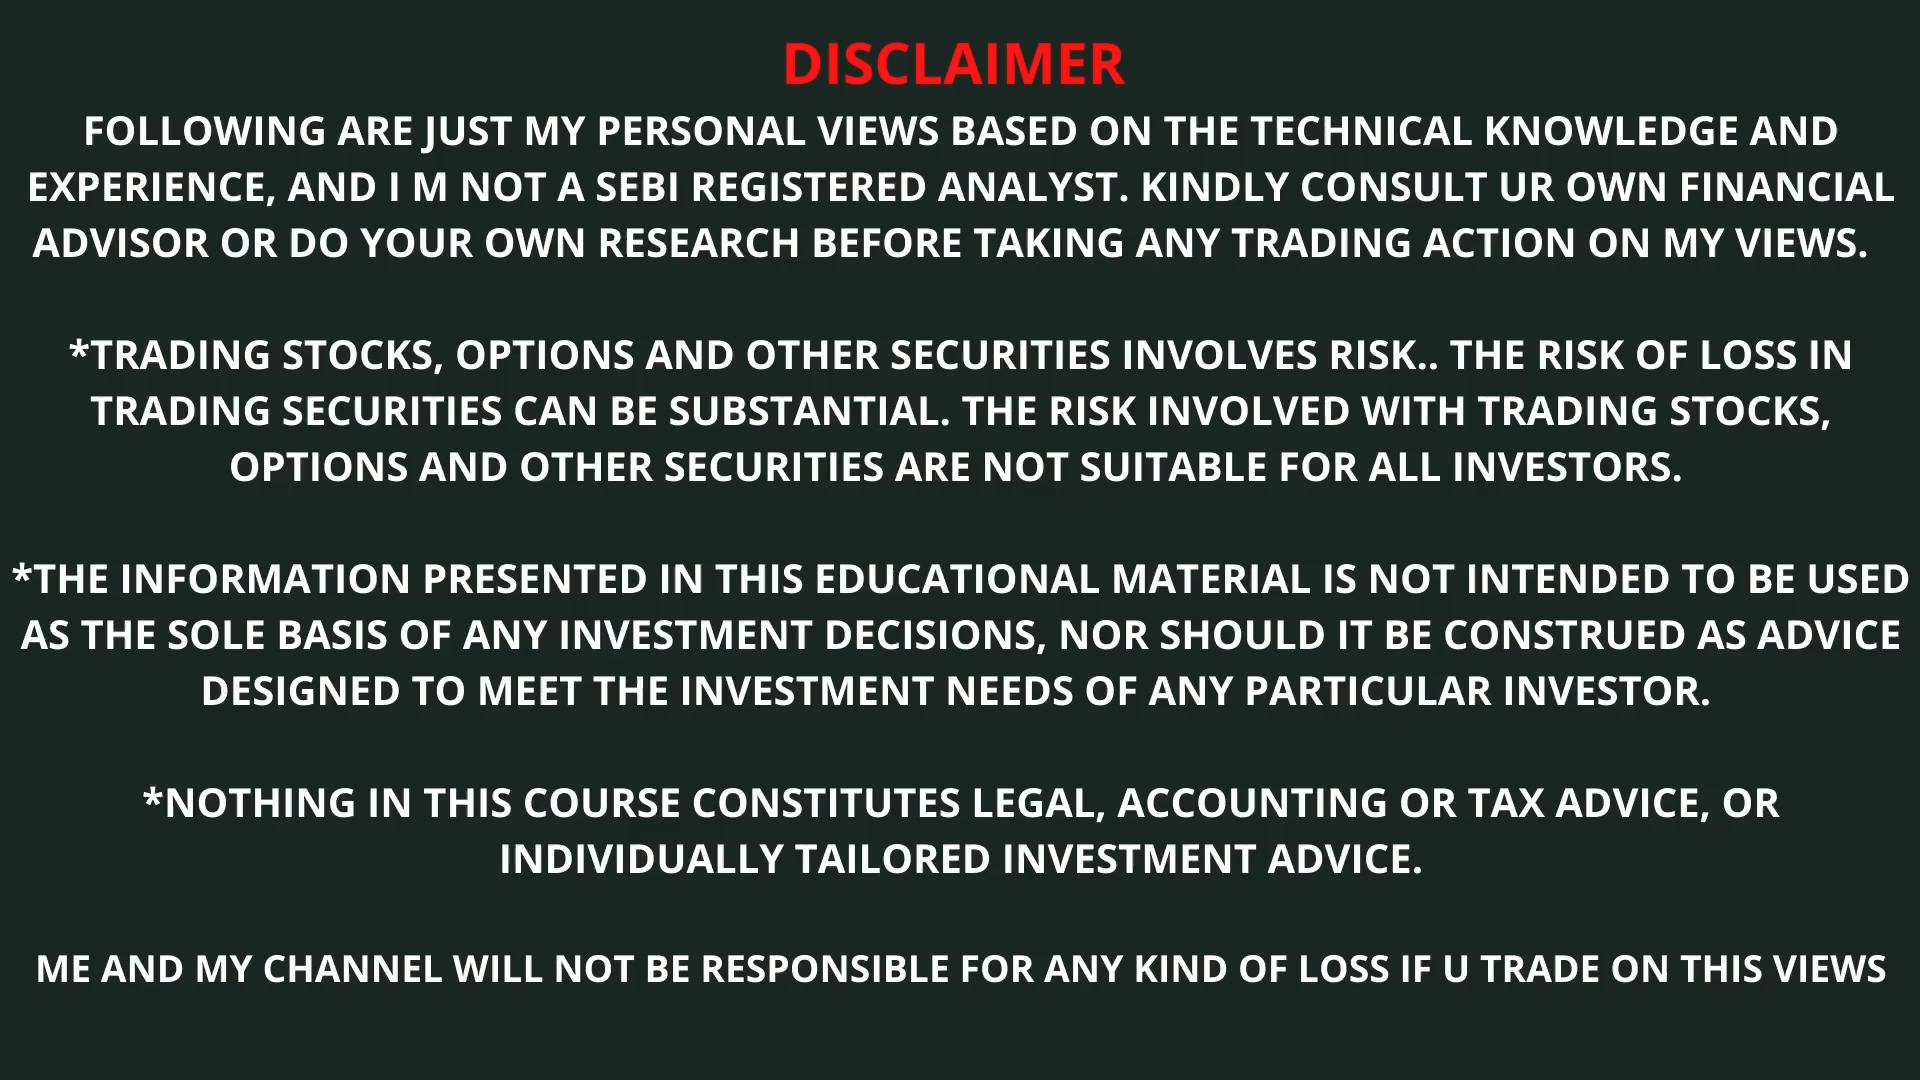 DISCLAIMER
FOLLOWING ARE JUST MY PERSONAL VIEWS BASED ON THE TECHNICAL KNOWLEDGE AND
EXPERIENCE, AND I M NOT A SEBI REGISTERED ANALYST. KINDLY CONSULT UR OWN FINANCIAL
ADVISOR OR DO YOUR OWN RESEARCH BEFORE TAKING ANY TRADING ACTION ON MY VIEWS.
*TRADING STOCKS, OPTIONS AND OTHER SECURITIES INVOLVES RISK.. THE RISK OF LOSS IN
TRADING SECURITIES CAN BE SUBSTANTIAL. THE RISK INVOLVED WITH TRADING STOCKS,
OPTIONS AND OTHER SECURITIES ARE NOT SUITABLE FOR ALL INVESTORS.
*THE INFORMATION PRESENTED IN THIS EDUCATIONAL MATERIAL IS NOT INTENDED TO BE USED
AS THE SOLE BASIS OF ANY INVESTMENT DECISIONS, NOR SHOULD IT BE CONSTRUED AS ADVICE
DESIGNED TO MEET THE INVESTMENT NEEDS OF ANY PARTICULAR INVESTOR.
*NOTHING IN THIS COURSE CONSTITUTES LEGAL, ACCOUNTING OR TAX ADVICE, OR
INDIVIDUALLY TAILORED INVESTMENT ADVICE.
ME AND MY CHANNEL WILL NOT BE RESPONSIBLE FOR ANY KIND OF LOSS IF U TRADE ON THIS VIEWS